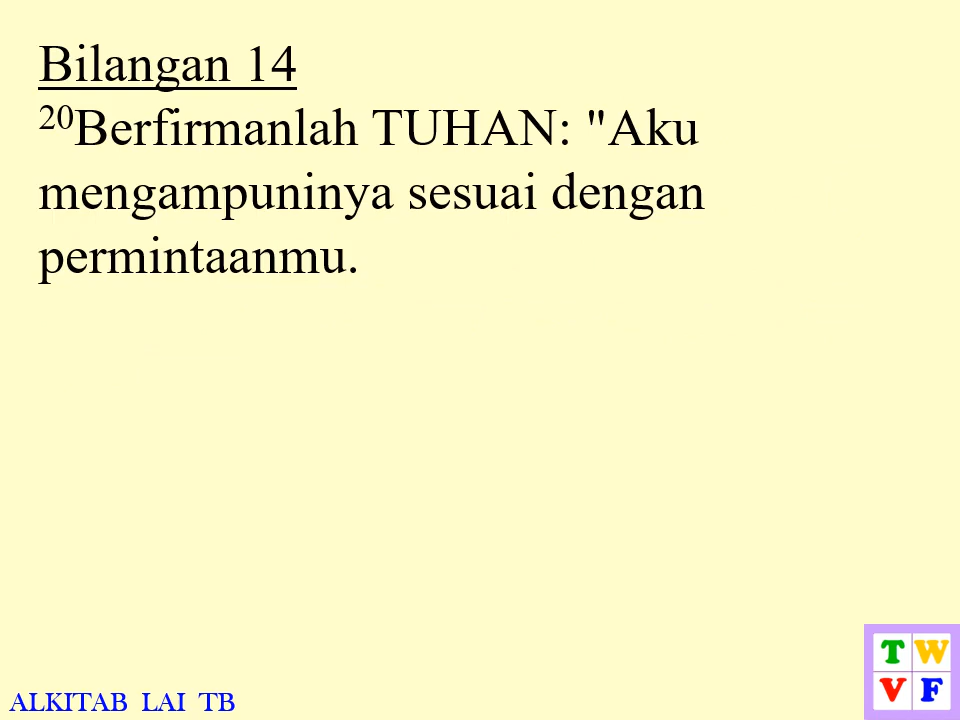 Bilangan 14
20Berfirmanlah TUHAN: "Aku
mengampuninya sesuai dengan
permintaanmu.
T W
V F
ALKITAB LAI TB